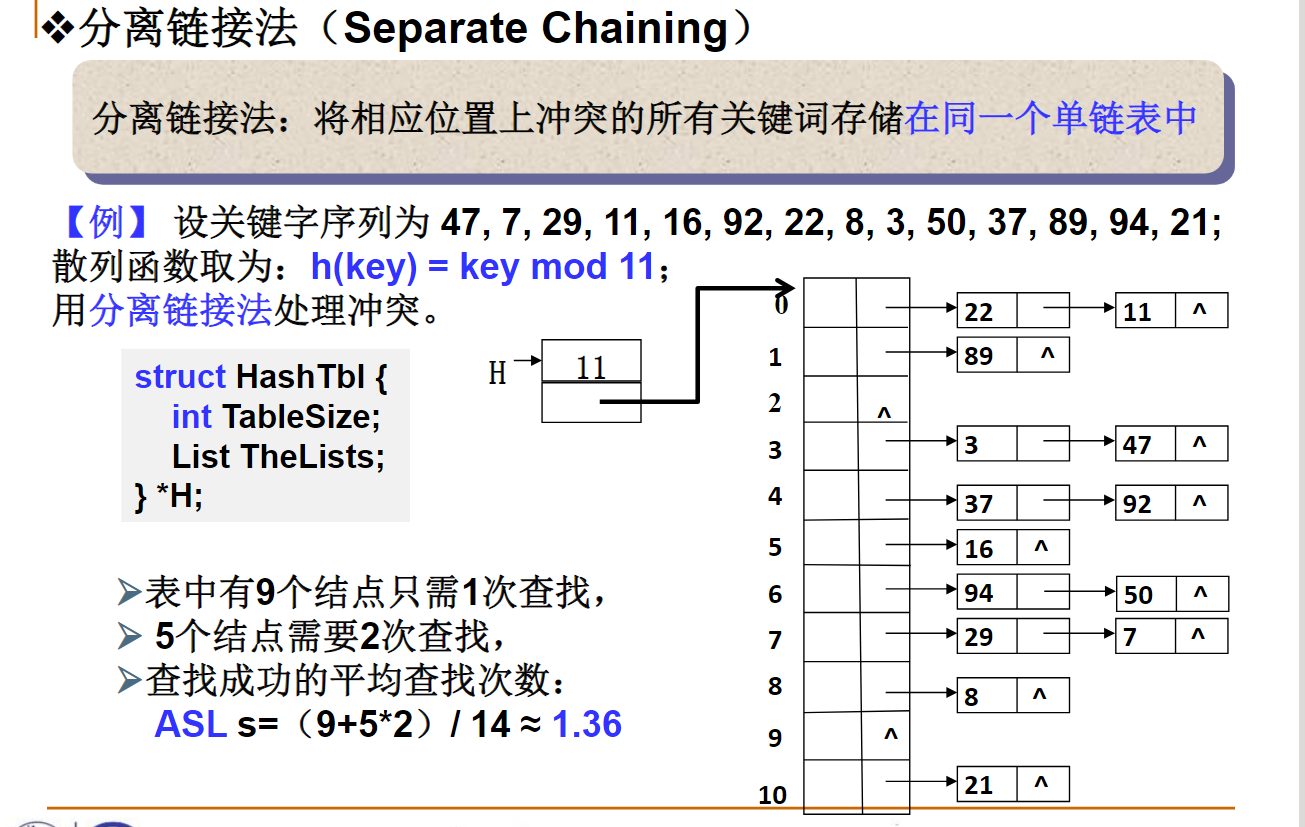 ❖分离链接法（Separate Chaining）
分离链接法：将相应位置上冲突的所有关键词存储在同一个单链表中
【例】 设关键字序列为 47, 7, 29, 11, 16, 92, 22, 8, 3, 50, 37, 89, 94, 21;
散列函数取为：h(key) = key mod 11；
用分离链接法处理冲突。
struct HashTbl {
int TableSize;
List TheLists;
} *H;
H 11
0 22 11 ^
1 89 ^
2 ^
3 3 47 ^
4 37 92 ^
5 16 ^
6 94 50 ^
7 29 7 ^
8 8 ^
9 ^
10 21 ^
➢表中有9个结点只需1次查找，
➢ 5个结点需要2次查找，
➢查找成功的平均查找次数：
ASL s=（9+5*2）/ 14 ≈ 1.36